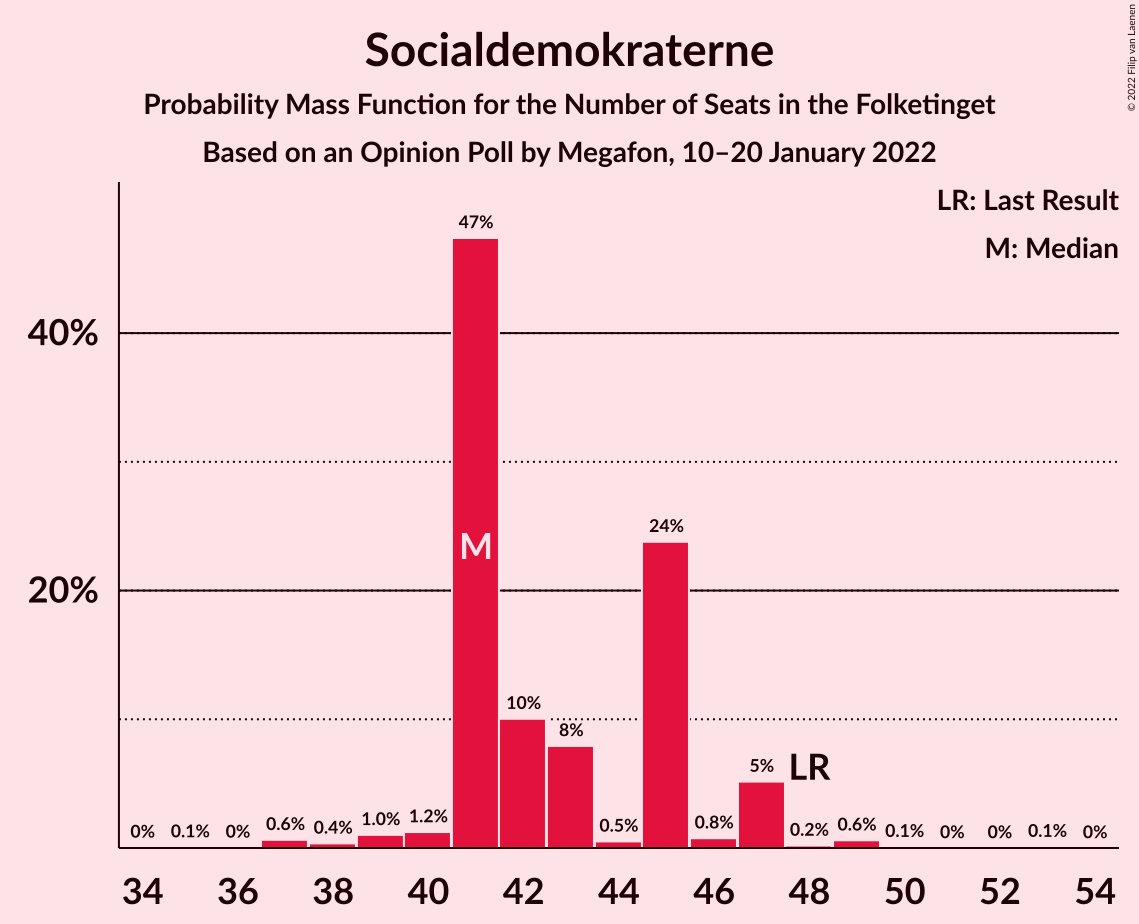 Socialdemokraterne
Probability Mass Function for the Number of Seats in the Folketinget
Based on an Opinion Poll by Megafon, 10–20 January 2022
© 2022 Filip van Laenen
LR: Last Result
M: Median
47%
40%
M
24%
20%
10%
8%
5%
LR
0%
0.1%
0%
0.6%
0.4%
1.0%
1.2%
0.5%
0.8%
0.2%
0.6%
0.1%
0%
0%
0.1%
0%
34 36 38 40 42 44 46 48 50 52 54